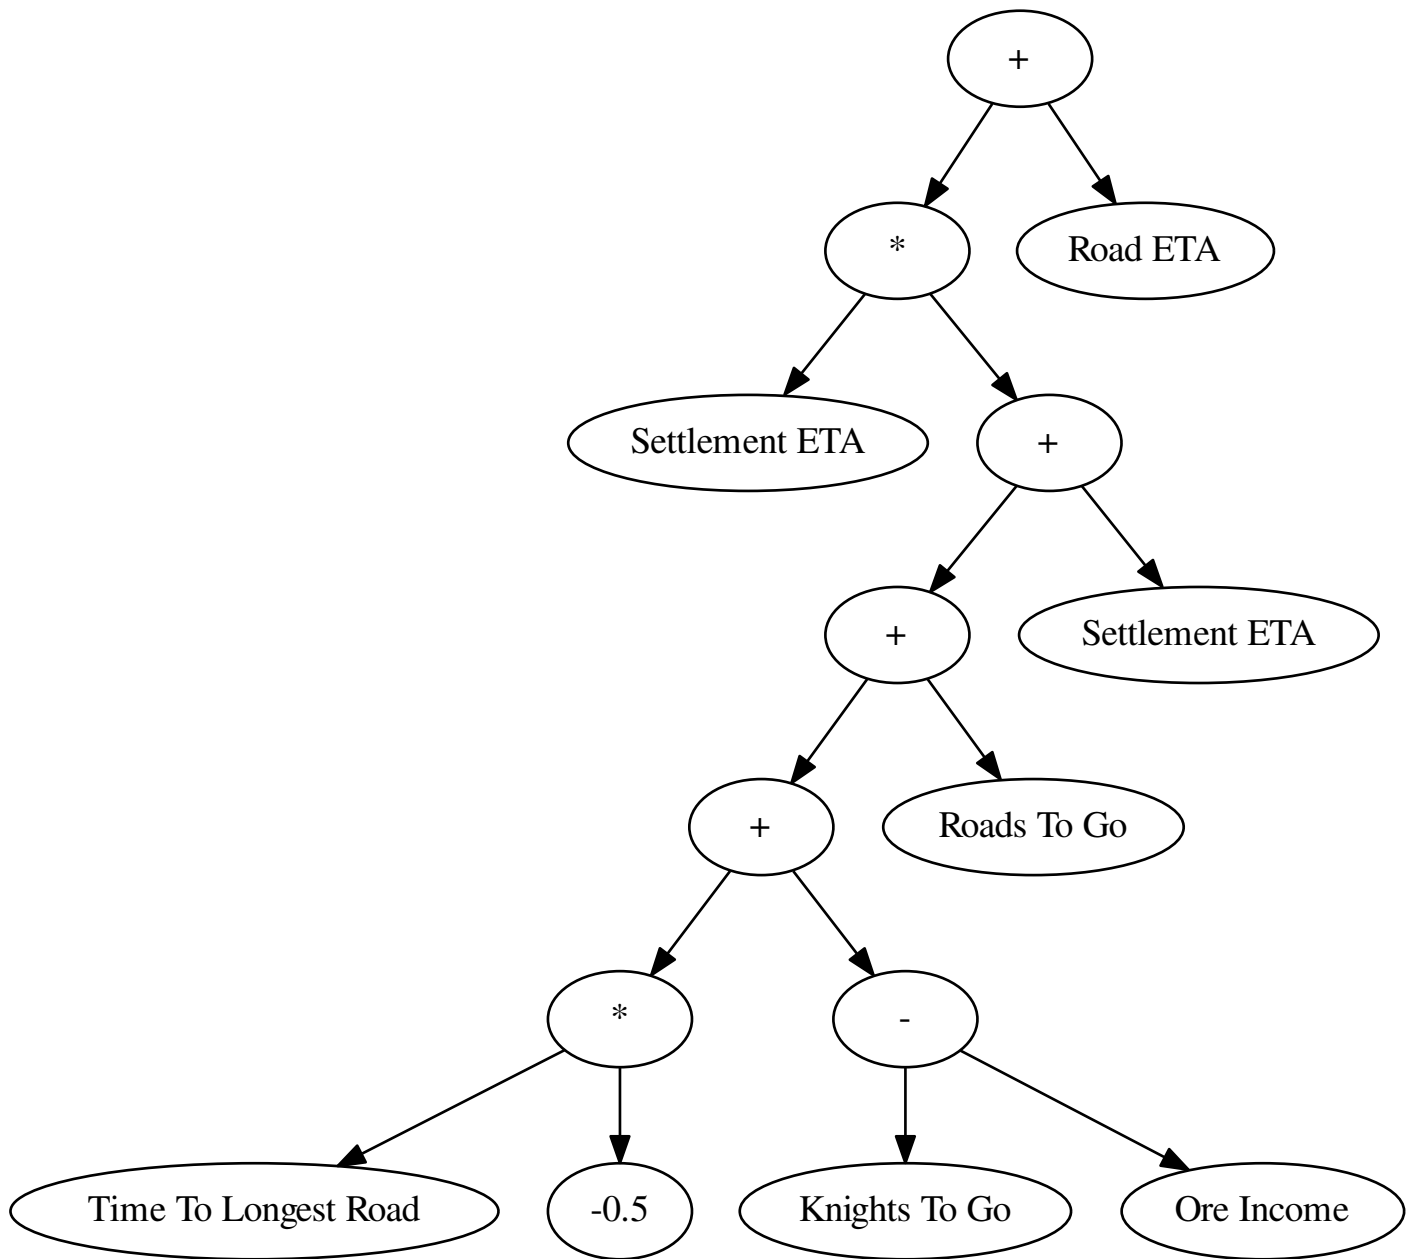 +
*
Road ETA
Settlement ETA
+
+
Settlement ETA
+
Roads To Go
*
-
Time To Longest Road
-0.5
Knights To Go
Ore Income